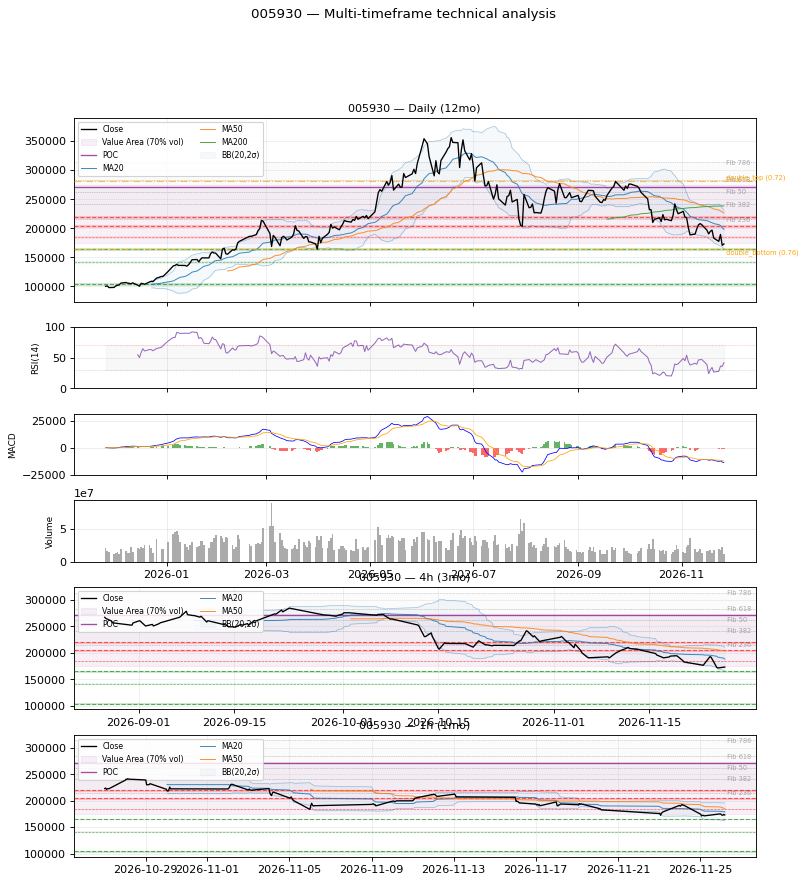 005930 — Multi-timeframe technical analysis
005930 — Daily (12mo)
Close
Value Area (70% vol)
POC
MA20
MA50
MA200
BB(20,2σ)
350000
300000
250000
200000
150000
100000
Fib 786
double_top (0.72)
Fib 50
Fib 382
Fib 236
double_bottom (0.76)
RSI(14)
100
50
0
MACD
25000
0
−25000
1e7
Volume
5
0
2026-01
2026-03
2026-05
2026-07
2026-09
2026-11
005930 — 4h (3mo)
Close
Value Area (70% vol)
POC
MA20
MA50
BB(20,2σ)
300000
250000
200000
150000
100000
Fib 786
Fib 618
Fib 50
Fib 382
Fib 236
2026-09-01
2026-09-15
2026-10-01
2026-10-15
2026-11-01
2026-11-15
005930 — 1h (1mo)
Close
Value Area (70% vol)
POC
MA20
MA50
BB(20,2σ)
300000
250000
200000
150000
100000
Fib 786
Fib 618
Fib 50
Fib 382
Fib 236
2026-10-29
2026-11-01
2026-11-05
2026-11-09
2026-11-13
2026-11-17
2026-11-21
2026-11-25